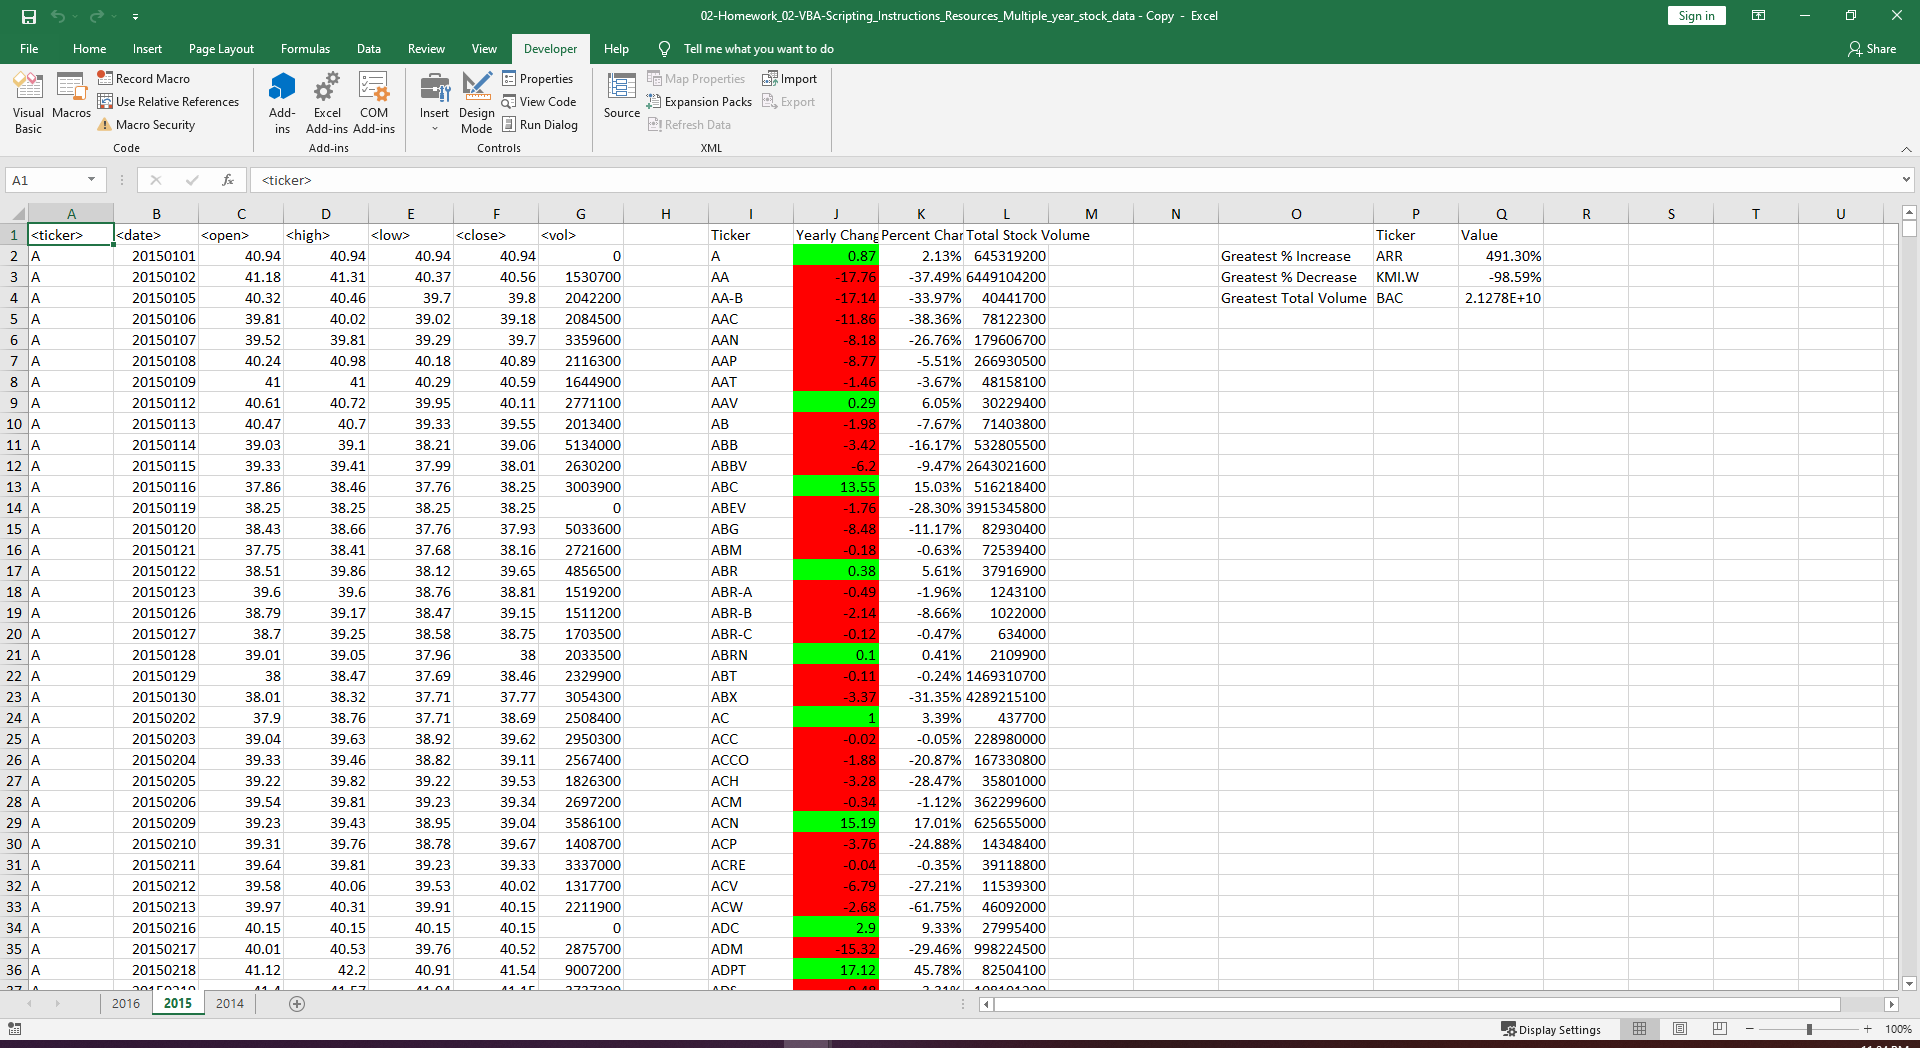 02-Homework_02-VBA-Scripting_Instructions_Resources_Multiple_year_stock_data - Copy - Excel
Sign in
File Home Insert Page Layout Formulas Data Review View Developer Help Tell me what you want to do Share
Visual Basic
Macros
Record Macro
Use Relative References
Macro Security
Code
Add-ins
Excel Add-ins
COM Add-ins
Add-ins
Insert
Design Mode
Properties
View Code
Run Dialog
Controls
Source
Map Properties
Expansion Packs
Refresh Data
Import
Export
XML
A1 fx <ticker>
A B C D E F G H I J K L M N O P Q R S T U
1 <ticker> <date> <open> <high> <low> <close> <vol> Ticker Yearly Chang Percent Char Total Stock Volume Ticker Value
2 A 20150101 40.94 40.94 40.94 40.94 0 A 0.87 2.13% 645319200 Greatest % Increase ARR 491.30%
3 A 20150102 41.18 41.31 40.37 40.56 1530700 AA -17.76 -37.49% 6449104200 Greatest % Decrease KMI.W -98.59%
4 A 20150105 40.32 40.46 39.7 39.8 2042200 AA-B -17.14 -33.97% 40441700 Greatest Total Volume BAC 2.1278E+10
5 A 20150106 39.81 40.02 39.02 39.18 2084500 AAC -11.86 -38.36% 78122300
6 A 20150107 39.52 39.81 39.29 39.7 3359600 AAN -8.18 -26.76% 179606700
7 A 20150108 40.24 40.98 40.18 40.89 2116300 AAP -8.77 -5.51% 266930500
8 A 20150109 41 41 40.29 40.59 1644900 AAT -1.46 -3.67% 48158100
9 A 20150112 40.61 40.72 39.95 40.11 2771100 AAV 0.29 6.05% 30229400
10 A 20150113 40.47 40.7 39.33 39.55 2013400 AB -1.98 -7.67% 71403800
11 A 20150114 39.03 39.1 38.21 39.06 5134000 ABB -3.42 -16.17% 532805500
12 A 20150115 39.33 39.41 37.99 38.01 2630200 ABBV -6.2 -9.47% 2643021600
13 A 20150116 37.86 38.46 37.76 38.25 3003900 ABC 13.55 15.03% 516218400
14 A 20150119 38.25 38.25 38.25 38.25 0 ABEV -1.76 -28.30% 3915345800
15 A 20150120 38.43 38.66 37.76 37.93 5033600 ABG -8.48 -11.17% 82930400
16 A 20150121 37.75 38.41 37.68 38.16 2721600 ABM -0.18 -0.63% 72539400
17 A 20150122 38.51 39.86 38.12 39.65 4856500 ABR 0.38 5.61% 37916900
18 A 20150123 39.6 39.6 38.76 38.81 1519200 ABR-A -0.49 -1.96% 1243100
19 A 20150126 38.79 39.17 38.47 39.15 1511200 ABR-B -2.14 -8.66% 1022000
20 A 20150127 38.7 39.25 38.58 38.75 1703500 ABR-C -0.12 -0.47% 634000
21 A 20150128 39.01 39.05 37.96 38 2033500 ABRN 0.1 0.41% 2109900
22 A 20150129 38 38.47 37.69 38.46 2329900 ABT -0.11 -0.24% 1469310700
23 A 20150130 38.01 38.32 37.71 37.77 3054300 ABX -3.37 -31.35% 4289215100
24 A 20150202 37.9 38.76 37.71 38.69 2508400 AC 1 3.39% 437700
25 A 20150203 39.04 39.63 38.92 39.62 2950300 ACC -0.02 -0.05% 228980000
26 A 20150204 39.33 39.46 38.82 39.11 2567400 ACCO -1.88 -20.87% 167330800
27 A 20150205 39.22 39.82 39.22 39.53 1826300 ACH -3.28 -28.47% 35801000
28 A 20150206 39.54 39.81 39.23 39.34 2697200 ACM -0.34 -1.12% 362299600
29 A 20150209 39.23 39.43 38.95 39.04 3586100 ACN 15.19 17.01% 625655000
30 A 20150210 39.31 39.76 38.78 39.67 1408700 ACP -3.76 -24.88% 14348400
31 A 20150211 39.64 39.81 39.23 39.33 3337000 ACRE -0.04 -0.35% 39118800
32 A 20150212 39.58 40.06 39.53 40.02 1317700 ACV -6.79 -27.21% 11539300
33 A 20150213 39.97 40.31 39.91 40.15 2211900 ACW -2.68 -61.75% 46092000
34 A 20150216 40.15 40.15 40.15 40.15 0 ADC 2.9 9.33% 27995400
35 A 20150217 40.01 40.53 39.76 40.52 2875700 ADM -15.32 -29.46% 998224500
36 A 20150218 41.12 42.2 40.91 41.54 9007200 ADPT 17.12 45.78% 82504100
2016 2015 2014
Display Settings 100%